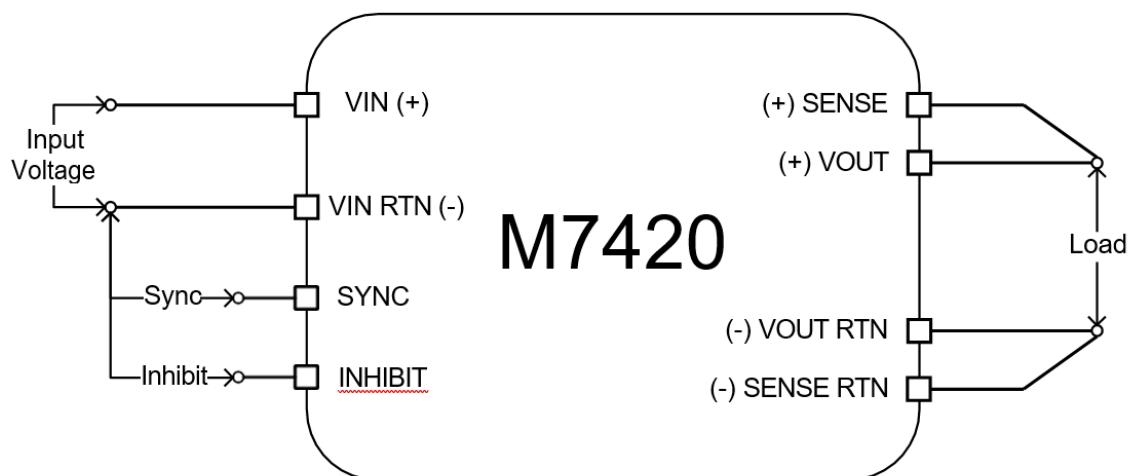 VIN (+)
(+) SENSE
Input
Voltage
(+) VOUT
VIN RTN (-)
M7420
Load
Sync
SYNC
(-) VOUT RTN
Inhibit
INHIBIT
(-) SENSE RTN